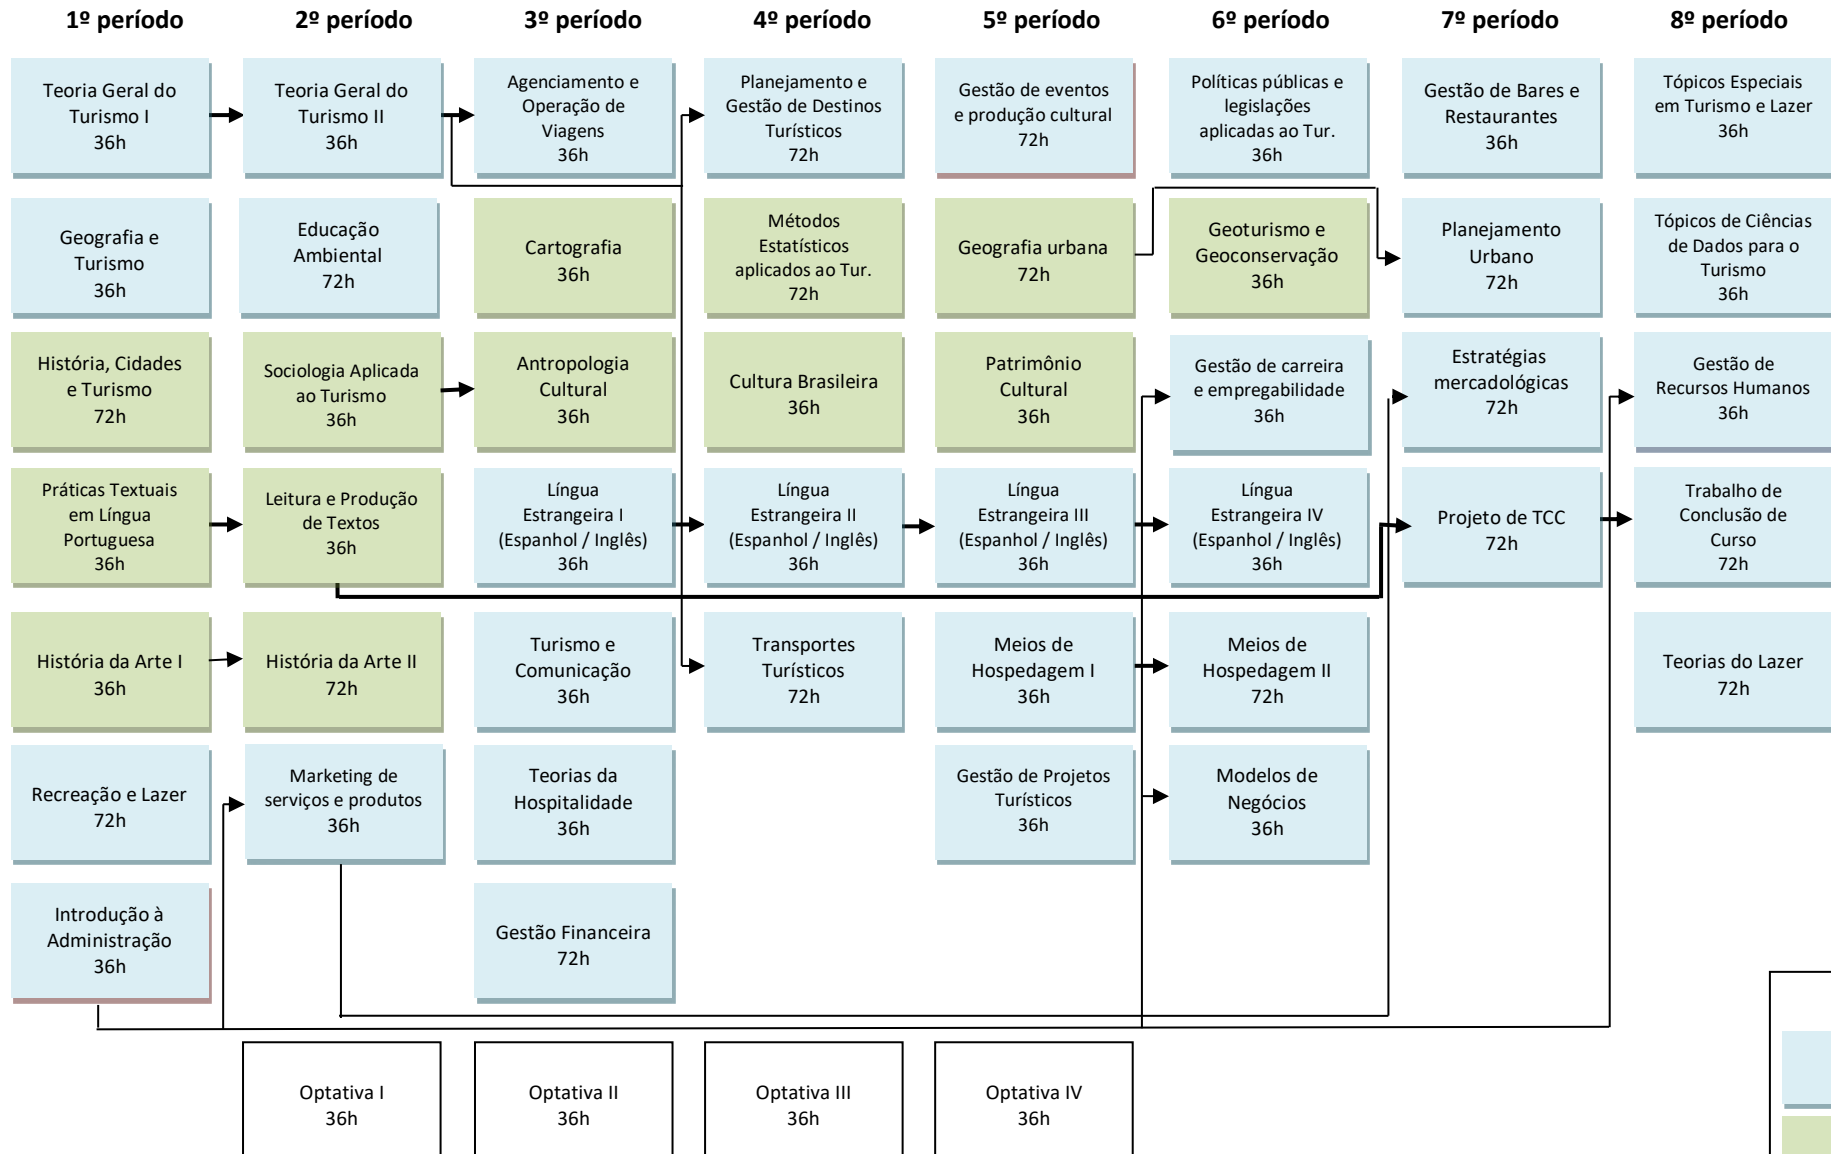 1º período
2º período
3º período
4º período
5º período
6º período
7º período
8º período
Teoria Geral do
Turismo I
36h
Teoria Geral do
Turismo II
36h
Agenciamento e
Operação de
Viagens
36h
Planejamento e
Gestão de Destinos
Turísticos
72h
Gestão de eventos
e produção cultural
72h
Políticas públicas e
legislações
aplicadas ao Tur.
36h
Gestão de Bares e
Restaurantes
36h
Tópicos Especiais
em Turismo e Lazer
36h
Geografia e
Turismo
36h
Educação
Ambiental
72h
Cartografia
36h
Métodos
Estatísticos
aplicados ao Tur.
72h
Geografia urbana
72h
Geoturismo e
Geoconservação
36h
Planejamento
Urbano
72h
Tópicos de Ciências
de Dados para o
Turismo
36h
História, Cidades
e Turismo
72h
Sociologia Aplicada
ao Turismo
36h
Antropologia
Cultural
36h
Cultura Brasileira
36h
Patrimônio
Cultural
36h
Gestão de carreira
e empregabilidade
36h
Estratégias
mercadológicas
72h
Gestão de
Recursos Humanos
36h
Práticas Textuais
em Língua
Portuguesa
36h
Leitura e Produção
de Textos
36h
Língua
Estrangeira I
(Espanhol / Inglês)
36h
Língua
Estrangeira II
(Espanhol / Inglês)
36h
Língua
Estrangeira III
(Espanhol / Inglês)
36h
Língua
Estrangeira IV
(Espanhol / Inglês)
36h
Projeto de TCC
72h
Trabalho de
Conclusão de
Curso
72h
História da Arte I
36h
História da Arte II
72h
Turismo e
Comunicação
36h
Transportes
Turísticos
72h
Meios de
Hospedagem I
36h
Meios de
Hospedagem II
72h
Teorias do Lazer
72h
Recreação e Lazer
72h
Marketing de
serviços e produtos
36h
Teorias da
Hospitalidade
36h
Gestão de Projetos
Turísticos
36h
Modelos de
Negócios
36h
Introdução à
Administração
36h
Gestão Financeira
72h
Optativa I
36h
Optativa II
36h
Optativa III
36h
Optativa IV
36h